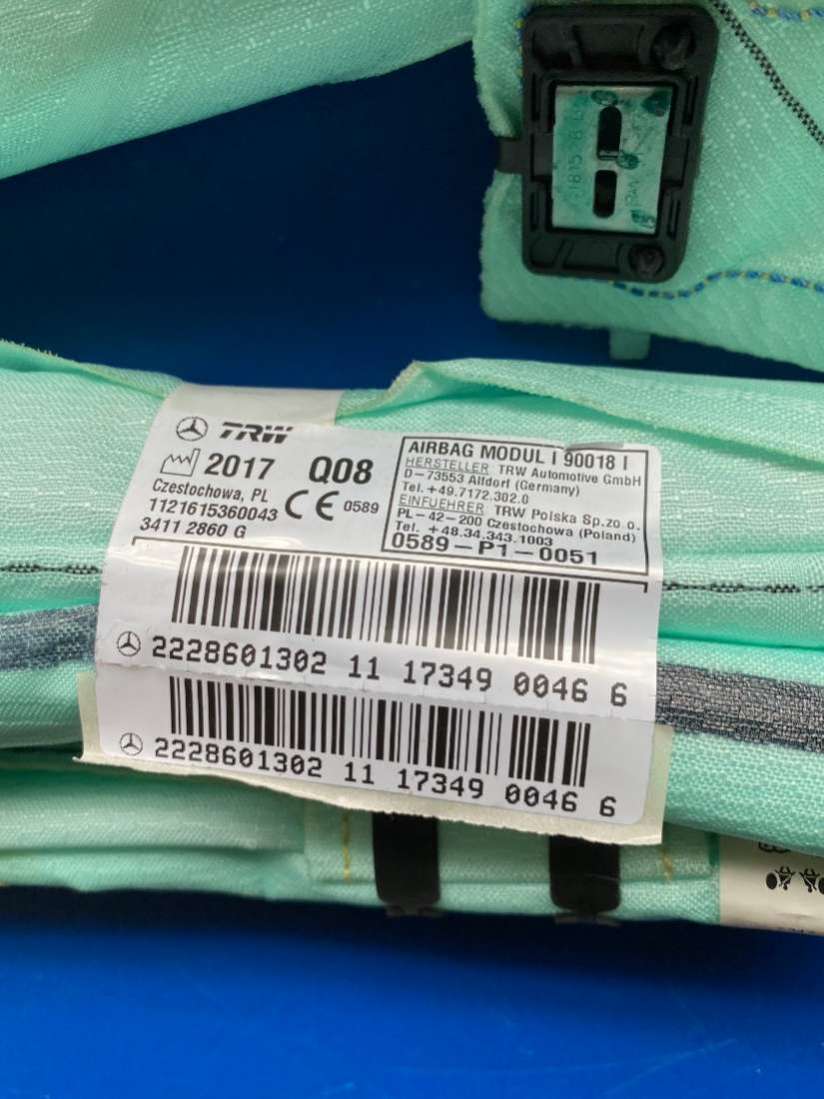 TRW
2017 Q08
Czestochowa, PL
1121615360043
3411 2860 G
CE 0589
AIRBAG MODUL I 90018 I
HERSTELLER TRW Automotive GmbH
D-73553 Alldorf (Germany)
Tel.+49.7172.302.0
EINFUEHRER TRW Polska Sp.zo.o.
PL-42-200 Czestochowa (Poland)
Tel. +48.34.343.1003
0589-P1-0051
2228601302 11 17349 0046 6
2228601302 11 17349 0046 6